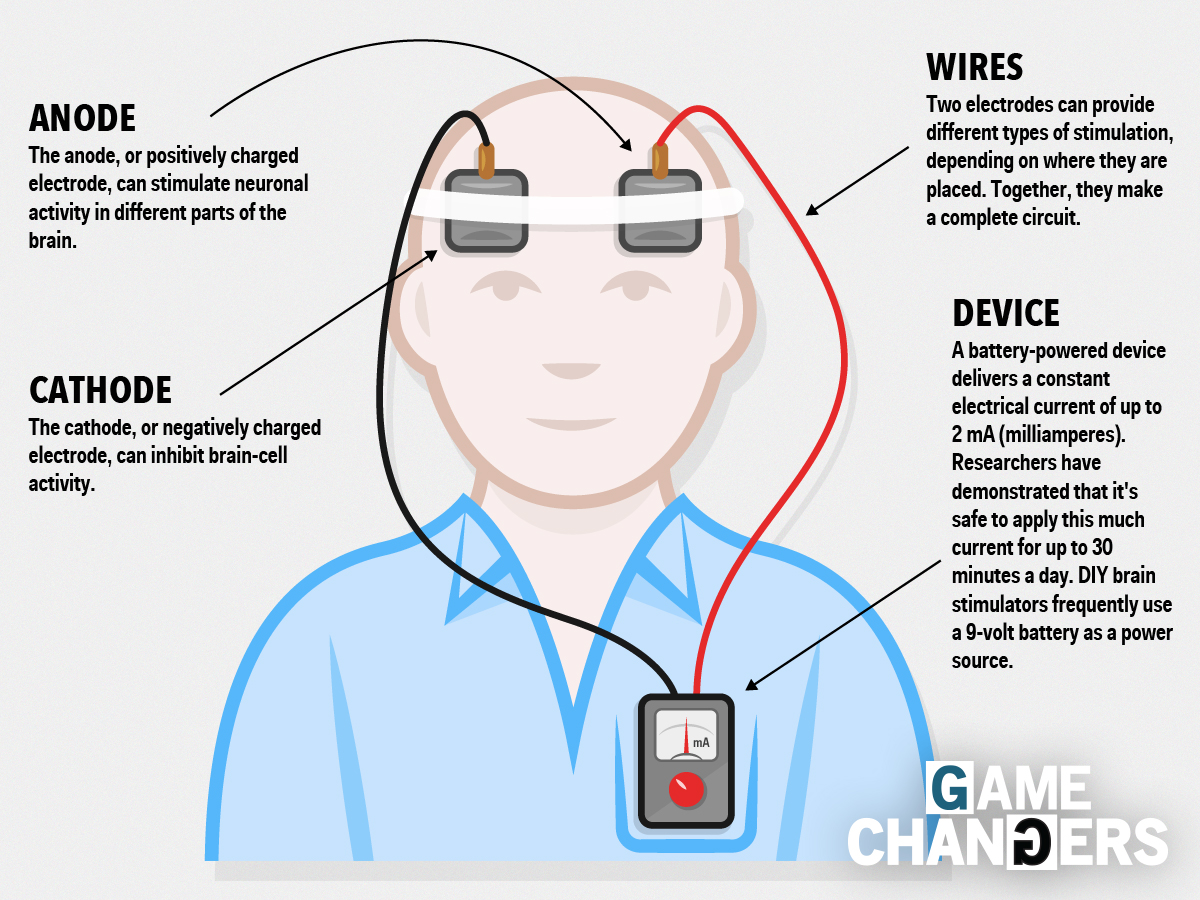 ANODE
The anode, or positively charged
electrode, can stimulate neuronal
activity in different parts of the
brain.
CATHODE
The cathode, or negatively charged
electrode, can inhibit brain-cell
activity.
WIRES
Two electrodes can provide
different types of stimulation,
depending on where they are
placed. Together, they make
a complete circuit.
DEVICE
A battery-powered device
delivers a constant
electrical current of up to
2 mA (milliamperes).
Researchers have
demonstrated that it's
safe to apply this much
current for up to 30
minutes a day. DIY brain
stimulators frequently use
a 9-volt battery as a power
source.
mA
GAME
CHANGERS